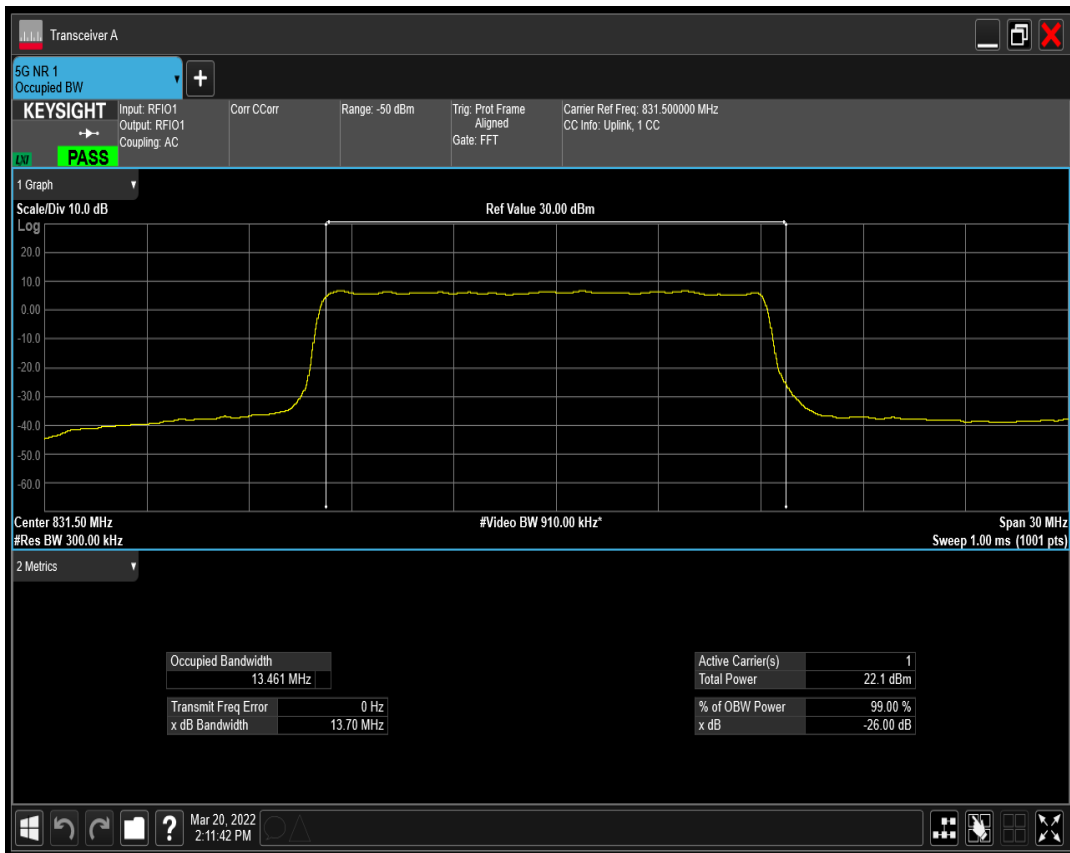 Transceiver A
5G NR 1
Occupied BW
+
KEYSIGHT
LXI
PASS
Input: RFIO1
Output: RFIO1
Coupling: AC
Corr CCorr
Range: -50 dBm
Trig: Prot Frame
Aligned
Gate: FFT
Carrier Ref Freq: 831.500000 MHz
CC Info: Uplink, 1 CC
1 Graph
Scale/Div 10.0 dB
Ref Value 30.00 dBm
Log
20.0
10.0
0.00
-10.0
-20.0
-30.0
-40.0
-50.0
-60.0
Center 831.50 MHz
#Video BW 910.00 kHz*
Span 30 MHz
#Res BW 300.00 kHz
Sweep 1.00 ms (1001 pts)
2 Metrics
Occupied Bandwidth
13.461 MHz
Transmit Freq Error 0 Hz
x dB Bandwidth 13.70 MHz
Active Carrier(s) 1
Total Power 22.1 dBm
% of OBW Power 99.00 %
x dB -26.00 dB
?
Mar 20, 2022
2:11:42 PM